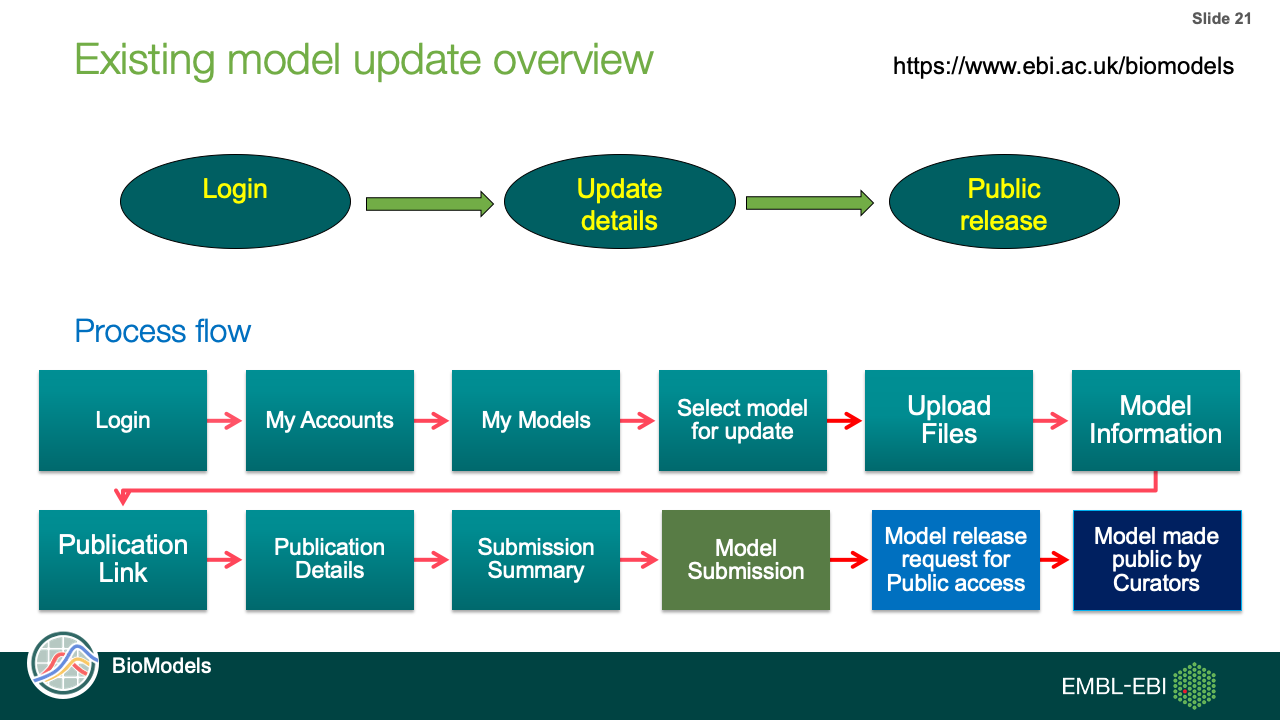 Slide 21
Existing model update overview
https://www.ebi.ac.uk/biomodels
Login
Update
details
Public
release
Process flow
Login
My Accounts
My Models
Select model
for update
Upload
Files
Model
Information
Publication
Link
Publication
Details
Submission
Summary
Model
Submission
Model release
request for
Public access
Model made
public by
Curators
BioModels
EMBL-EBI